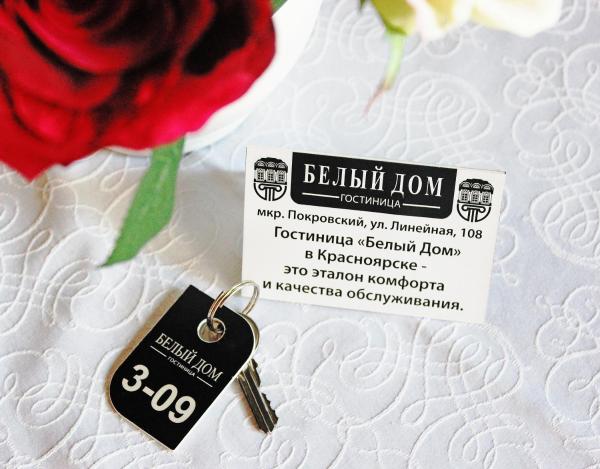 БЕЛЫЙ ДОМ
ГОСТИНИЦА
мкр. Покровский, ул. Линейная, 108
Гостиница «Белый Дом»
в Красноярске -
это эталон комфорта
и качества обслуживания.
БЕЛЫЙ ДОМ
ГОСТИНИЦА
3-09